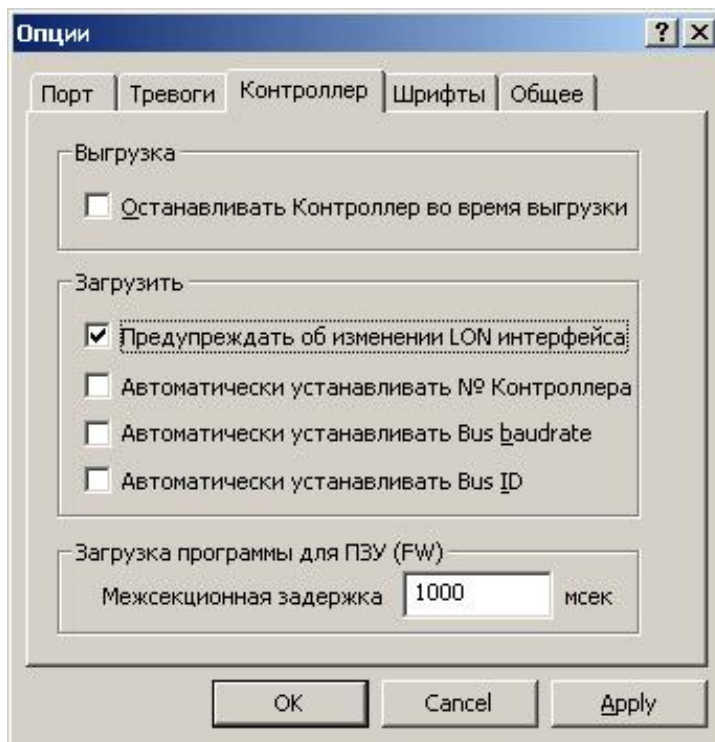 Опции
Порт Тревоги Контроллер Шрифты Общее
Выгрузка
Останавливать Контроллер во время выгрузки
Загрузить
Предупреждать об изменении LON интерфейса
Автоматически устанавливать № Контроллера
Автоматически устанавливать Bus baudrate
Автоматически устанавливать Bus ID
Загрузка программы для ПЗУ (FW)
Межсекционная задержка 1000 мсек
OK Cancel Apply